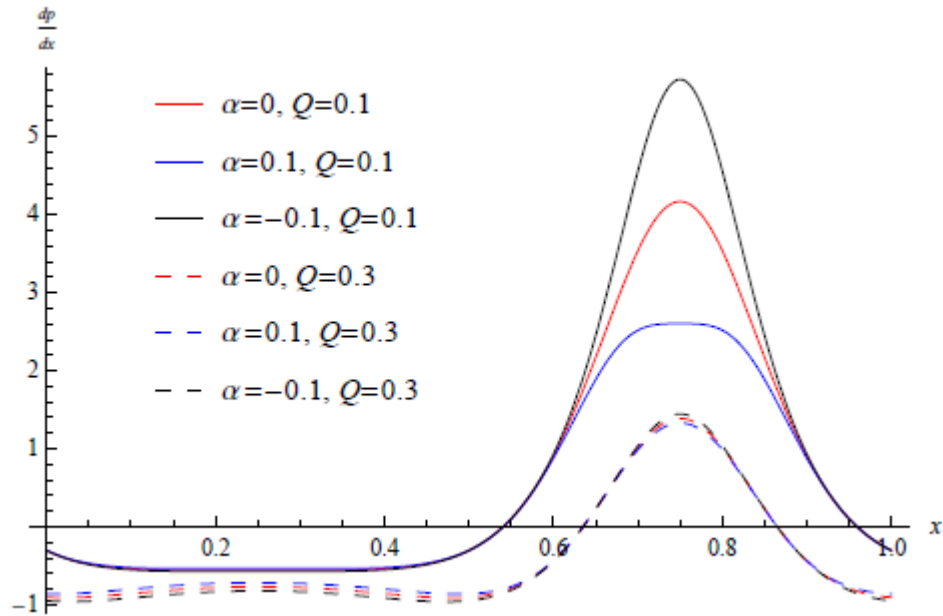 dp
dx
α=0, Q=0.1
α=0.1, Q=0.1
α=−0.1, Q=0.1
α=0, Q=0.3
α=0.1, Q=0.3
α=−0.1, Q=0.3
5
4
3
2
1
−1
0.2
0.4
0.6
0.8
1.0
x